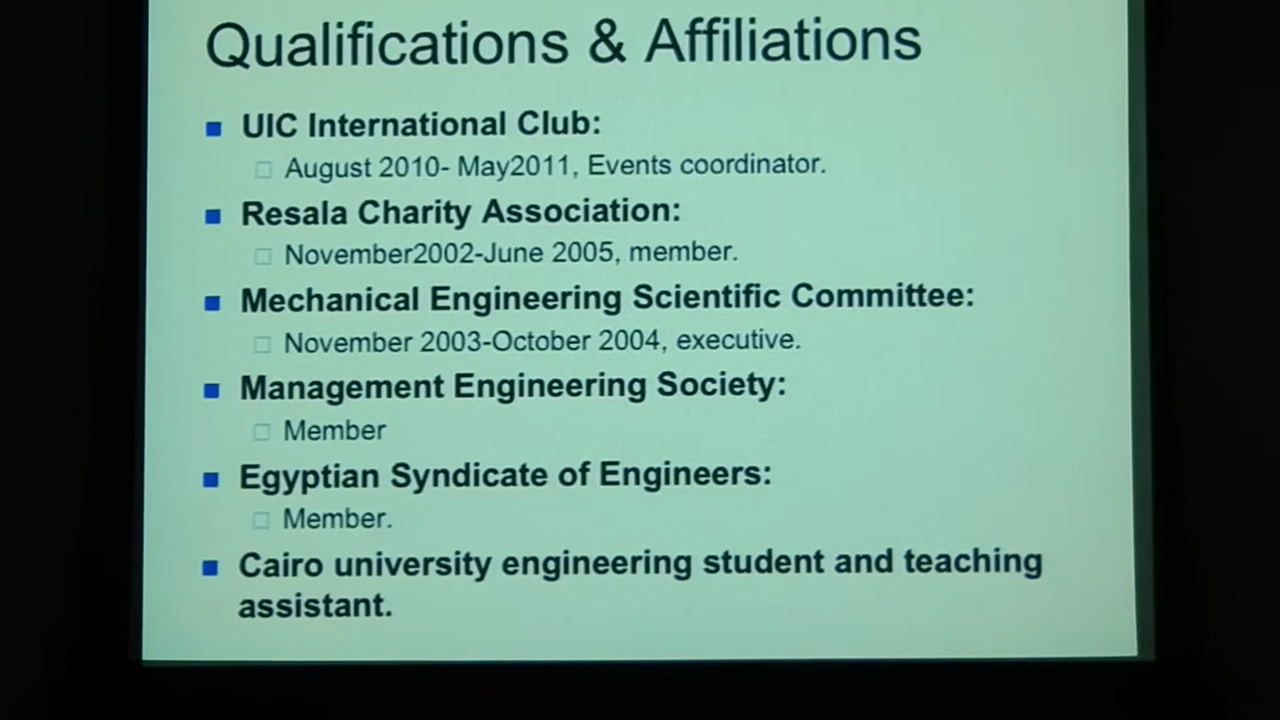 Qualifications & Affiliations
UIC International Club:
August 2010- May2011, Events coordinator.
Resala Charity Association:
November2002-June 2005, member.
Mechanical Engineering Scientific Committee:
November 2003-October 2004, executive.
Management Engineering Society:
Member
Egyptian Syndicate of Engineers:
Member.
Cairo university engineering student and teaching
assistant.